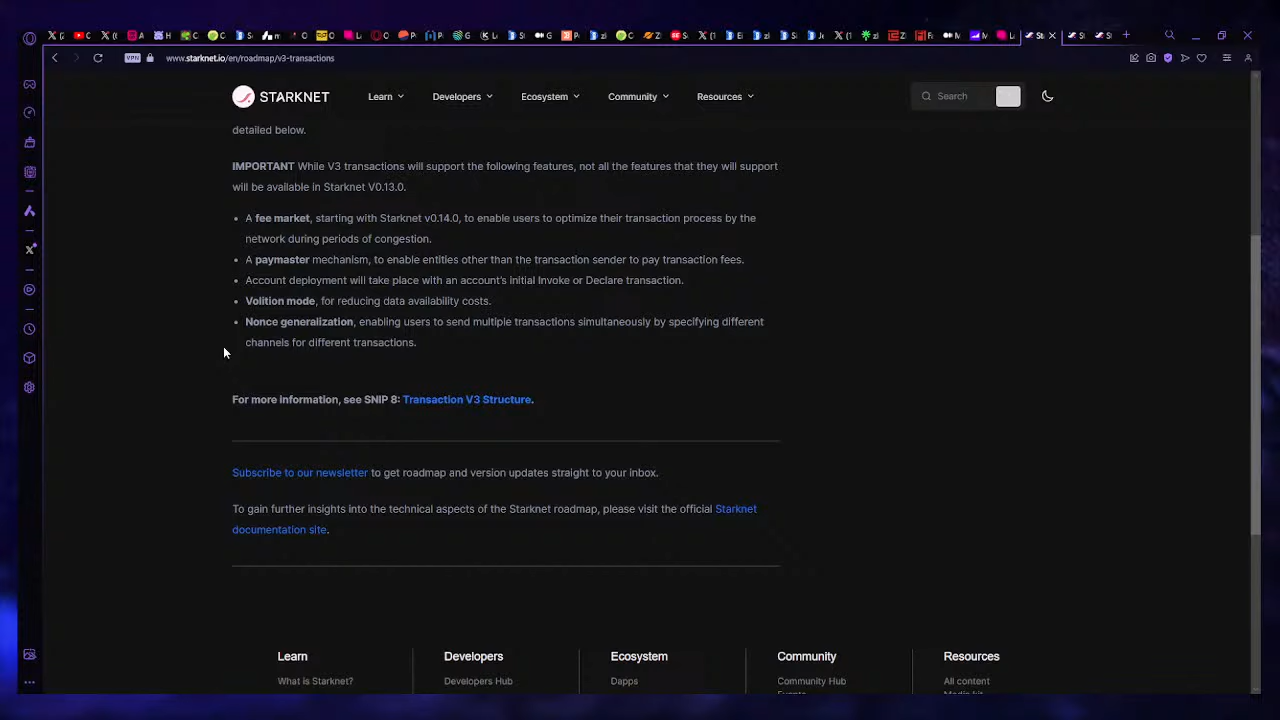 www.starknet.io/en/roadmap/v3-transactions
VPN
STARKNET
Learn
Developers
Ecosystem
Community
Resources
Search
detailed below.
IMPORTANT While V3 transactions will support the following features, not all the features that they will support
will be available in Starknet V0.13.0.
• A fee market, starting with Starknet v0.14.0, to enable users to optimize their transaction process by the
network during periods of congestion.
• A paymaster mechanism, to enable entities other than the transaction sender to pay transaction fees.
• Account deployment will take place with an account's initial Invoke or Declare transaction.
• Volition mode, for reducing data availability costs.
• Nonce generalization, enabling users to send multiple transactions simultaneously by specifying different
channels for different transactions.
For more information, see SNIP 8: Transaction V3 Structure.
Subscribe to our newsletter to get roadmap and version updates straight to your inbox.
To gain further insights into the technical aspects of the Starknet roadmap, please visit the official Starknet
documentation site.
Learn
Developers
Ecosystem
Community
Resources
What is Starknet?
Developers Hub
Dapps
Community Hub
All content